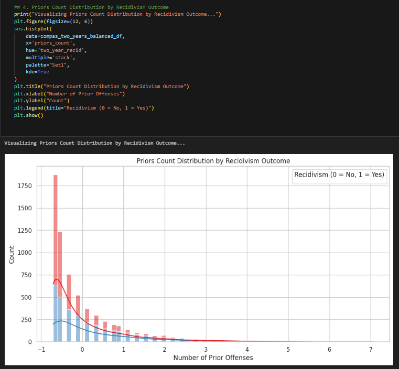 ## 4. Priors Count Distribution by Recidivism Outcome
print("Visualizing Priors Count Distribution by Recidivism Outcome...")
plt.figure(figsize=(12, 6))
sns.histplot(
data=compas_two_years_balanced_df,
x='priors_count',
hue='two_year_recid',
multiple='stack',
palette='Set1',
kde=True
)
plt.title("Priors Count Distribution by Recidivism Outcome")
plt.xlabel("Number of Prior Offenses")
plt.ylabel("Count")
plt.legend(title="Recidivism (0 = No, 1 = Yes)")
plt.show()
Visualizing Priors Count Distribution by Recidivism Outcome...
Priors Count Distribution by Recidivism Outcome
Recidivism (0 = No, 1 = Yes)
1750
1500
1250
1000
750
500
250
0
Count
−1 0 1 2 3 4 5 6 7
Number of Prior Offenses